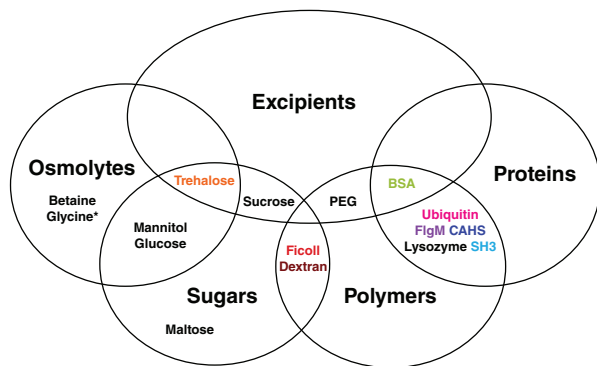 Excipients
Osmolytes
Proteins
Trehalose
BSA
Betaine
Glycine*
Sucrose
PEG
Ubiquitin
FlgM CAHS
Lysozyme SH3
Mannitol
Glucose
Ficoll
Dextran
Sugars
Polymers
Maltose